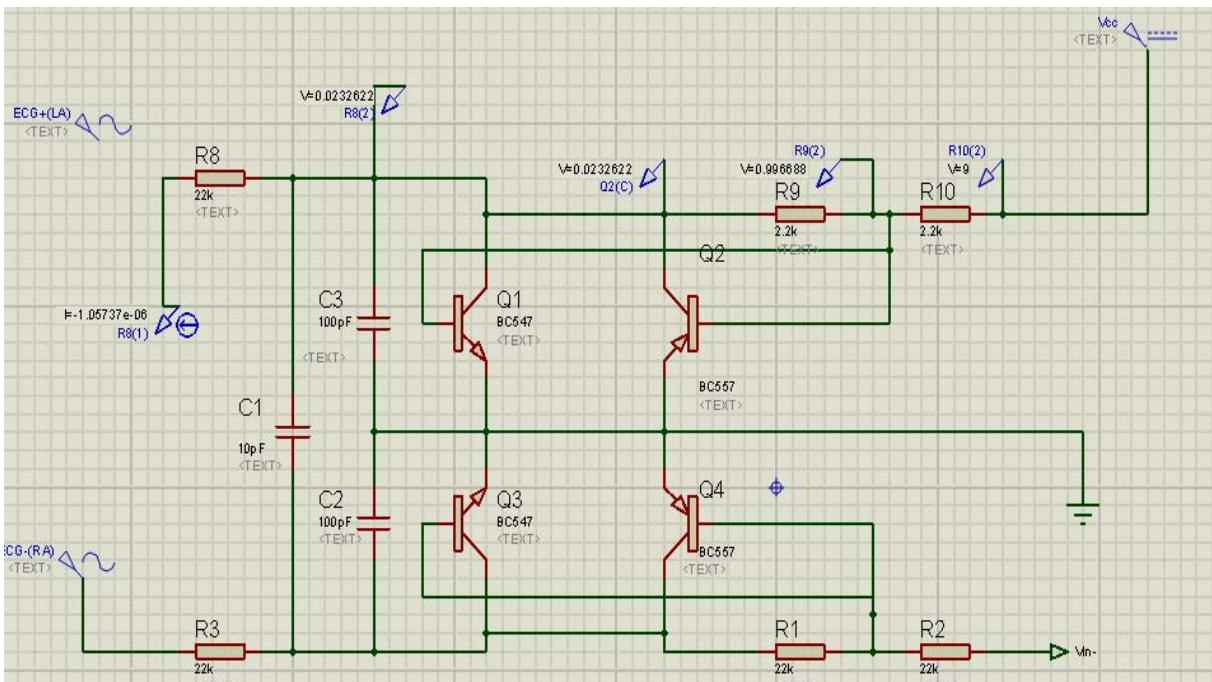 Vcc
<TEXT>
V=0.0232622
R8(2)
ECG+(LA)
<TEXT>
R8
22k
<TEXT>
V=0.0232622
Q2(C)
R9(2)
V=0.996688
R9
2.2k
<TEXT>
R10(2)
V=9
R10
2.2k
<TEXT>
Q2
BC557
<TEXT>
C3
100pF
<TEXT>
Q1
BC547
<TEXT>
I=-1.05737e-06
R8(1)
C1
10pF
<TEXT>
C2
100pF
<TEXT>
Q3
BC547
<TEXT>
Q4
BC557
<TEXT>
ECG-(RA)
<TEXT>
R3
22k
R1
22k
R2
22k
Vin-